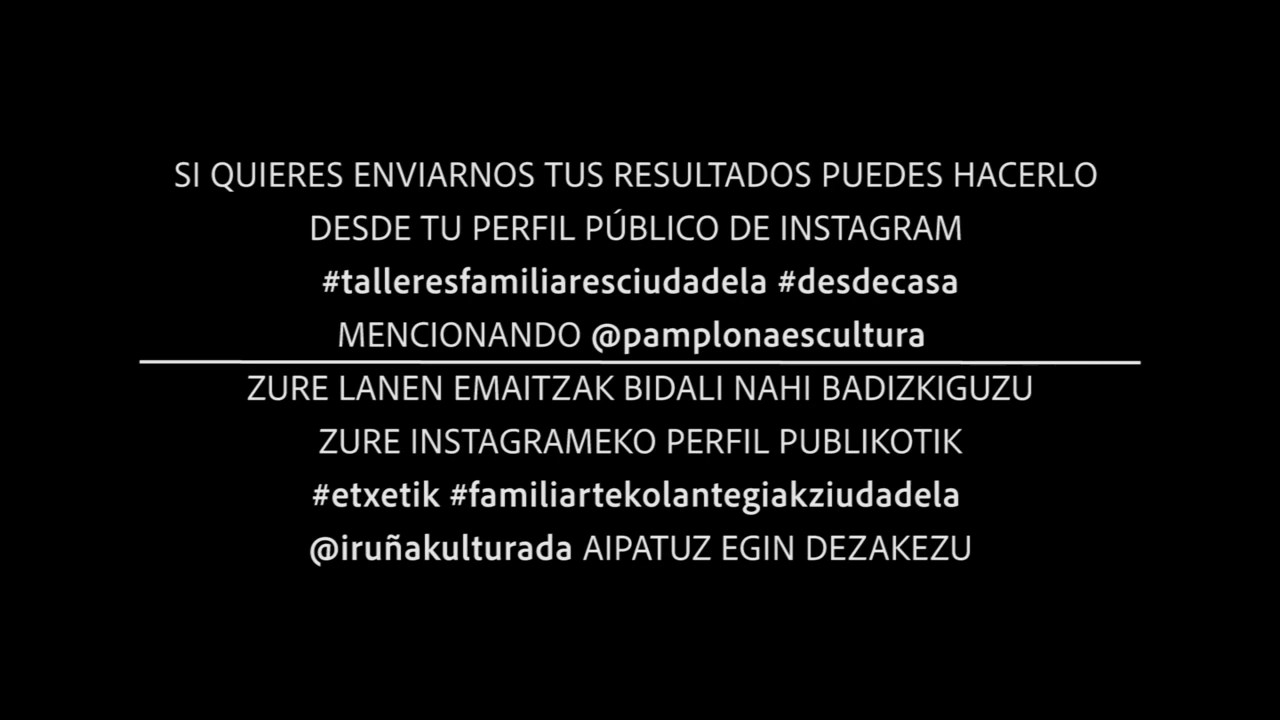 SI QUIERES ENVIARNOS TUS RESULTADOS PUEDES HACERLO
DESDE TU PERFIL PÚBLICO DE INSTAGRAM
#talleresfamiliaresciudadela #desdecasa
MENCIONANDO @pamplonaescultura
ZURE LANEN EMAITZAK BIDALI NAHI BADIZKIGUZU
ZURE INSTAGRAMEKO PERFIL PUBLIKOTIK
#etxetik #familiartekolantegiakziudadela
@iruñakulturada AIPATUZ EGIN DEZAKEZU